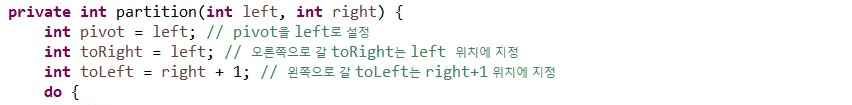 private int partition(int left, int right) {
int pivot = left; // pivot을 left로 설정
int toRight = left; // 오른쪽으로 갈 toRight는 left 위치에 지정
int toLeft = right + 1; // 왼쪽으로 갈 toLeft는 right+1 위치에 지정
do {